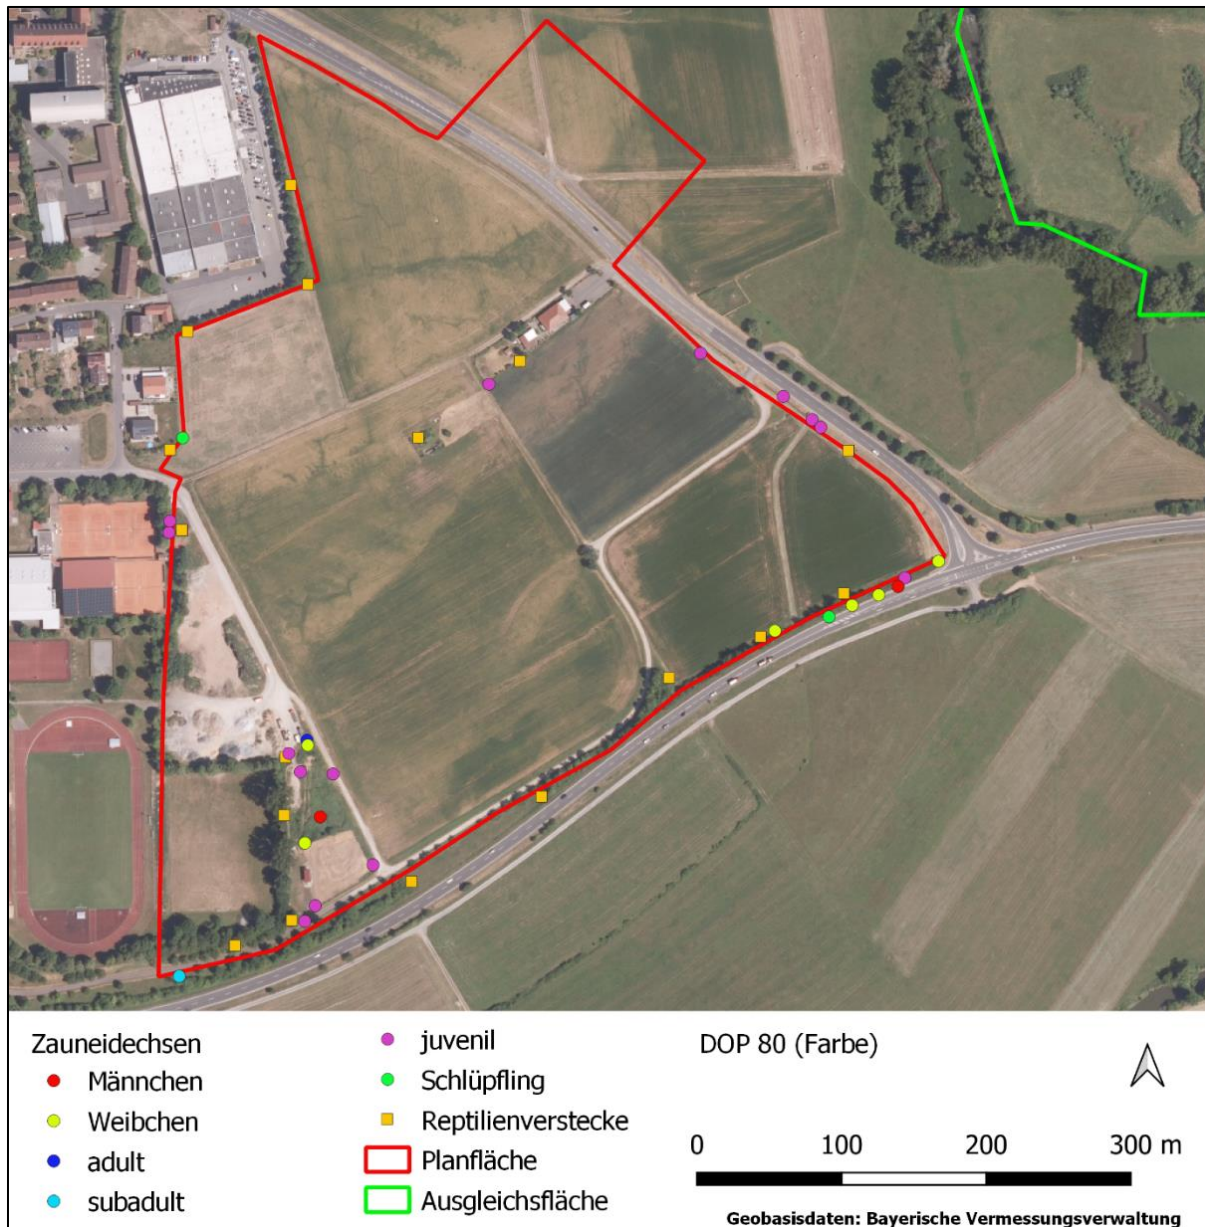 Zauneidechsen
Männchen
Weibchen
adult
subadult
juvenil
Schlüpfling
Reptilienverstecke
Planfläche
Ausgleichsfläche
DOP 80 (Farbe)
0 100 200 300 m
Geobasisdaten: Bayerische Vermessungsverwaltung